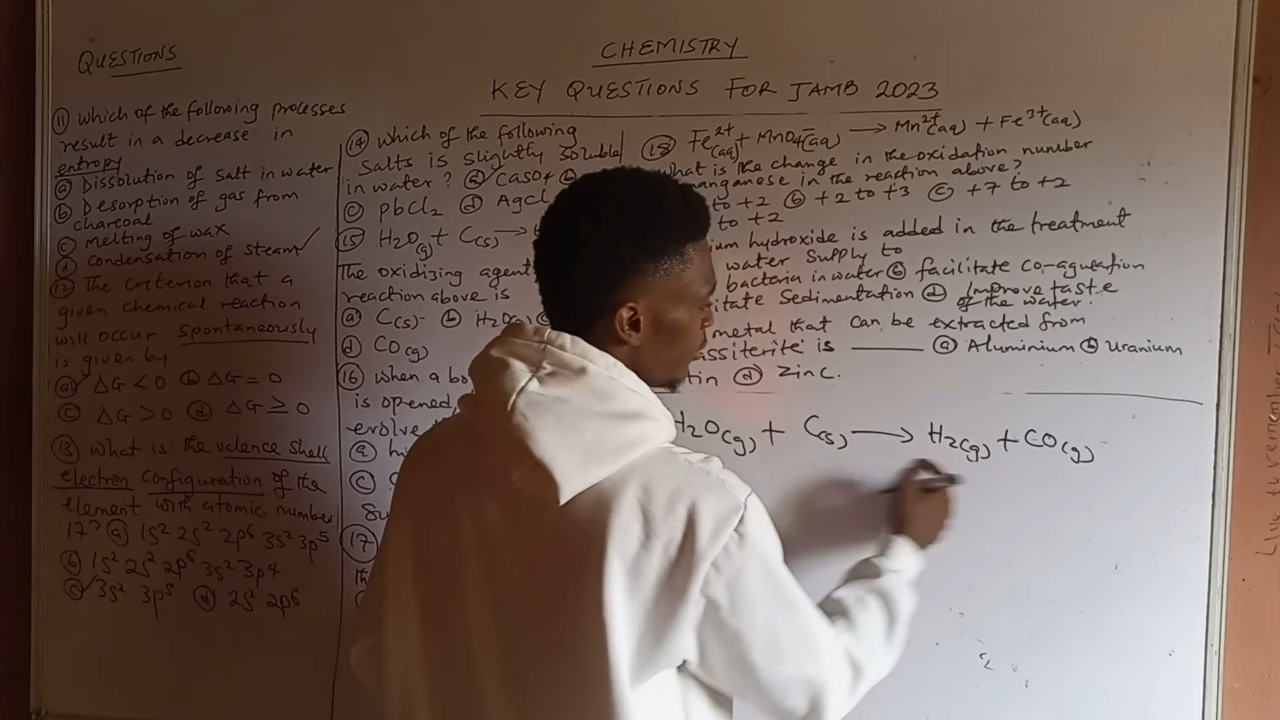 QUESTIONS
CHEMISTRY
KEY QUESTIONS FOR JAMB 2023
⑪ which of the following processes
result in a decrease in
entropy
ⓐ Dissolution of salt in water
ⓑ Desorption of gas from
charcoal
ⓒ Melting of wax
ⓓ condensation of steam ✓
⑫ The criterion that a
given chemical reaction
will occur spontaneously
is given by
ⓐ✓ ΔG < 0 ⓑ ΔG = 0
ⓒ ΔG > 0 ⓓ ΔG ≥ 0
⑬ What is the valence shell
electron configuration of the
element with atomic number
17? ⓐ 1s² 2s² 2p⁶ 3s² 3p⁵
ⓑ 1s² 2s² 2p⁶ 3s² 3p⁴
ⓒ✓ 3s² 3p⁵ ⓓ 2s² 2p⁶
⑭ which of the following
Salts is slightly soluble
in water? ⓐ✓ CaSO4 ⓑ
ⓒ PbCl2 ⓓ AgCl
⑮ H2O(g) + C(s) →
The oxidizing agent
reaction above is
ⓐ C(s) ⓑ H2O(g) ⓒ
ⓓ CO(g)
⑯ when a
is opened,
evolve
ⓐ
ⓒ
⑰
⑱ Fe²⁺(aq) + MnO4⁻(aq) → Mn²⁺(aq) + Fe³⁺(aq)
What is the change in the oxidation number
manganese in the reaction above?
to +2 ⓑ +2 to +3 ⓒ +7 to +2
to +2
hydroxide is added in the treatment
water supply to
bacteria in water ⓑ facilitate co-agulation
Sedimentation ⓓ Improve taste
of the water.
metal that can be extracted from
is ______ ⓐ Aluminium ⓑ Uranium
tin ⓓ Zinc.
H2O(g) + C(s) → H2(g) + CO(g)